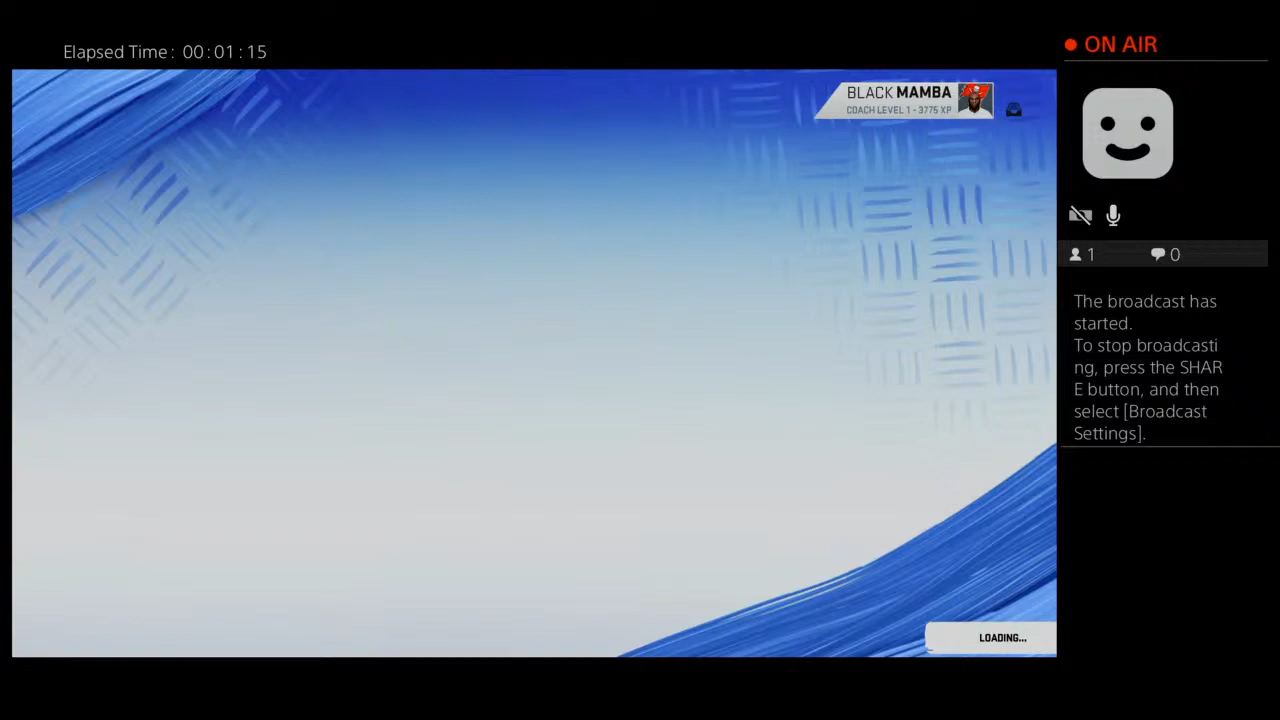 Elapsed Time: 00:01:15
ON AIR
BLACK MAMBA
COACH LEVEL 1 - 3775 XP
1
0
The broadcast has
started.
To stop broadcasti
ng, press the SHAR
E button, and then
select [Broadcast
Settings].
LOADING...